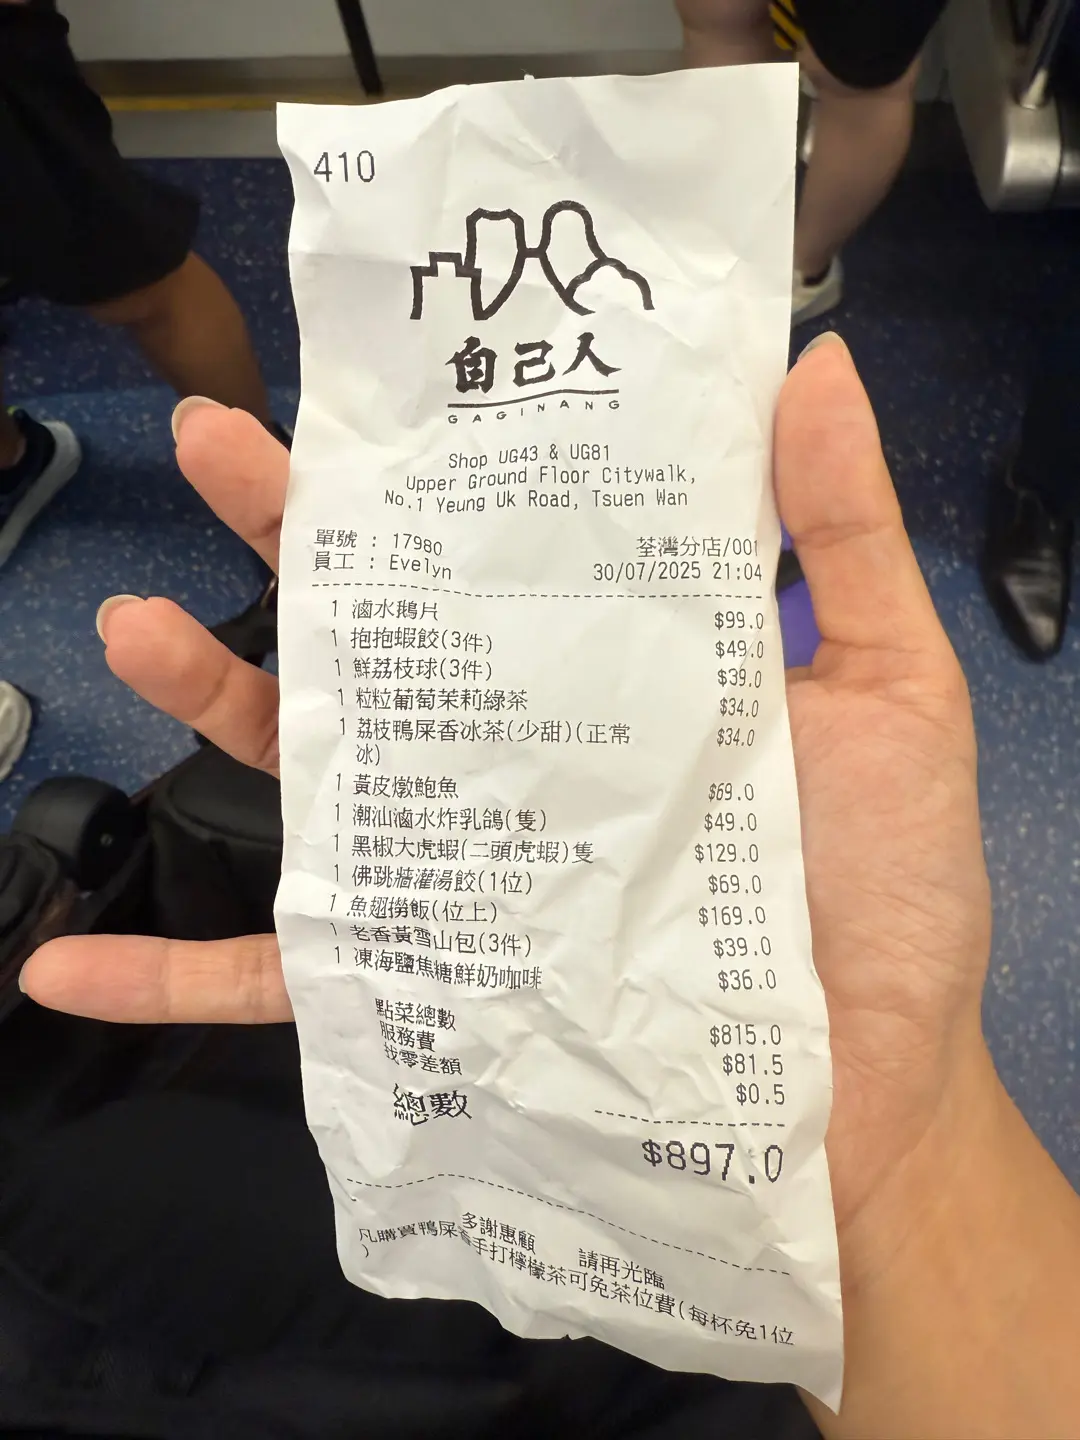 410
自己人
GAGINANG
Shop UG43 & UG81
Upper Ground Floor Citywalk,
No.1 Yeung Uk Road, Tsuen Wan
單號 : 17980 荃灣分店/001
員工 : Evelyn 30/07/2025 21:04
1 滷水鵝片 $99.0
1 抱抱蝦餃(3件) $49.0
1 鮮荔枝球(3件) $39.0
1 粒粒葡萄茉莉綠茶 $34.0
1 荔枝鴨屎香冰茶(少甜)(正常 $34.0
冰)
1 黃皮燉鮑魚 $69.0
1 潮汕滷水炸乳鴿(隻) $49.0
1 黑椒大虎蝦(二頭虎蝦)隻 $129.0
1 佛跳牆灌湯餃(1位) $69.0
1 魚翅撈飯(位上) $169.0
1 老香黃雪山包(3件) $39.0
1 凍海鹽焦糖鮮奶咖啡 $36.0
點菜總數 $815.0
服務費 $81.5
找零差額 $0.5
總數 $897.0
多謝惠顧 請再光臨
凡購買鴨屎香手打檸檬茶可免茶位費(每杯免1位
)